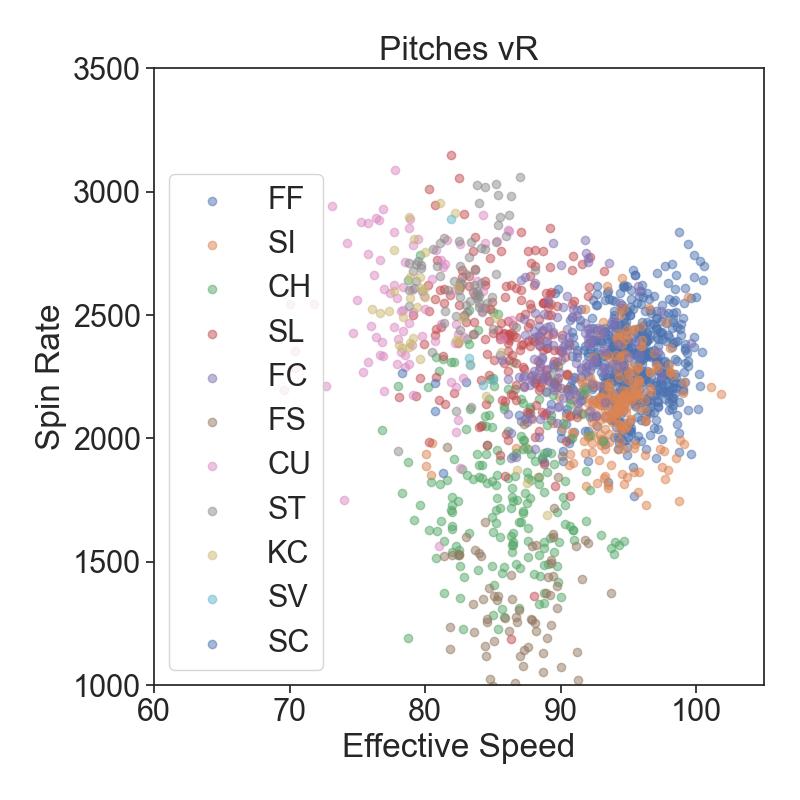 Pitches vR
3500
3000
2500
2000
1500
1000
Spin Rate
FF
SI
CH
SL
FC
FS
CU
ST
KC
SV
SC
60 70 80 90 100
Effective Speed